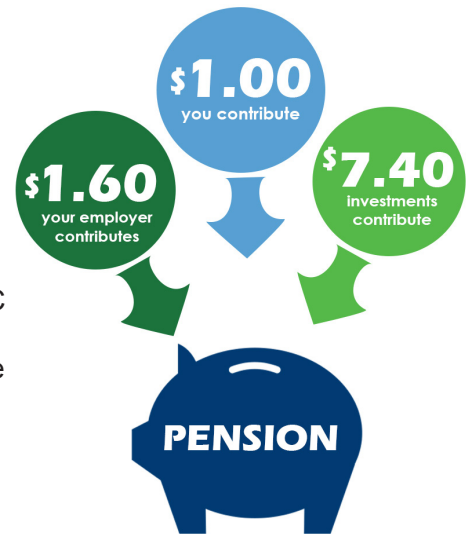 $1.00
you contribute
$1.60
your employer
contributes
$7.40
investments
contribute
C
e
PENSION